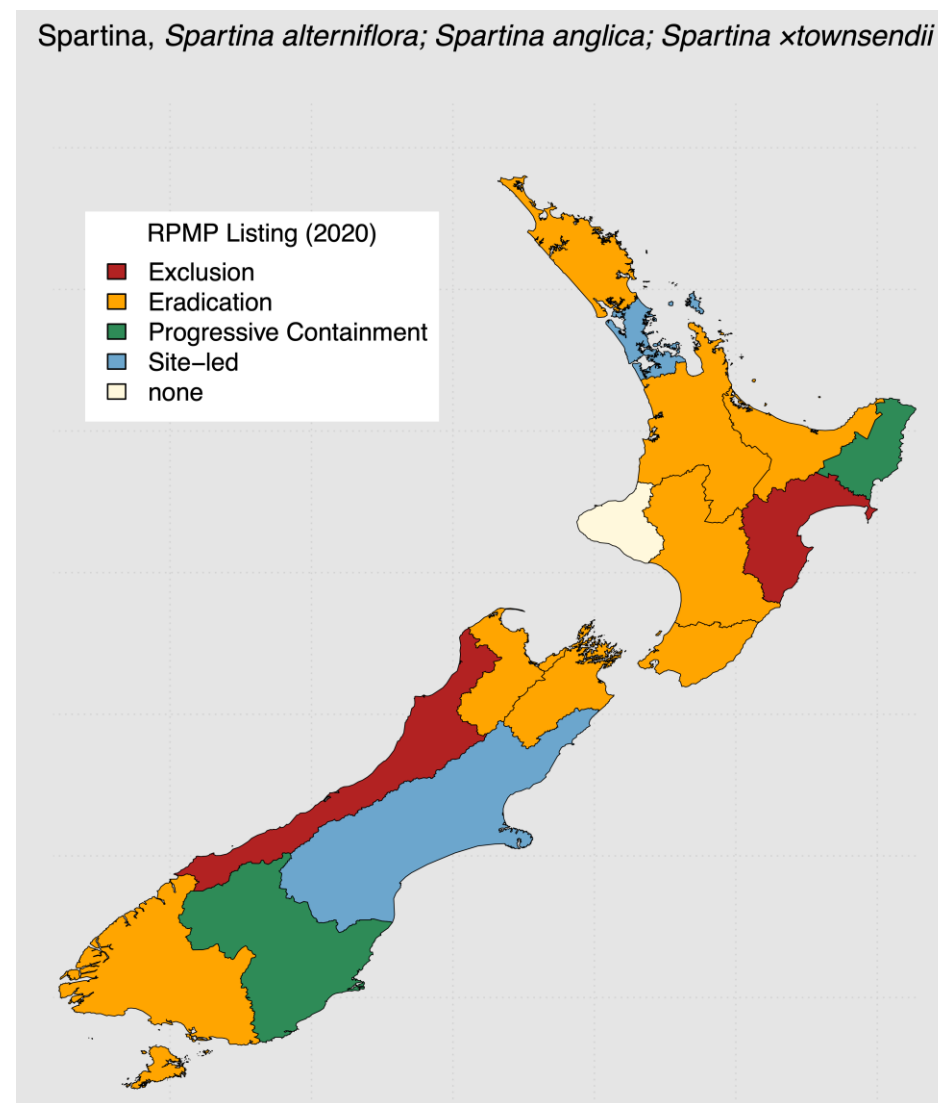 Spartina, Spartina alterniflora; Spartina anglica; Spartina ×townsendii
RPMP Listing (2020)
Exclusion
Eradication
Progressive Containment
Site−led
none